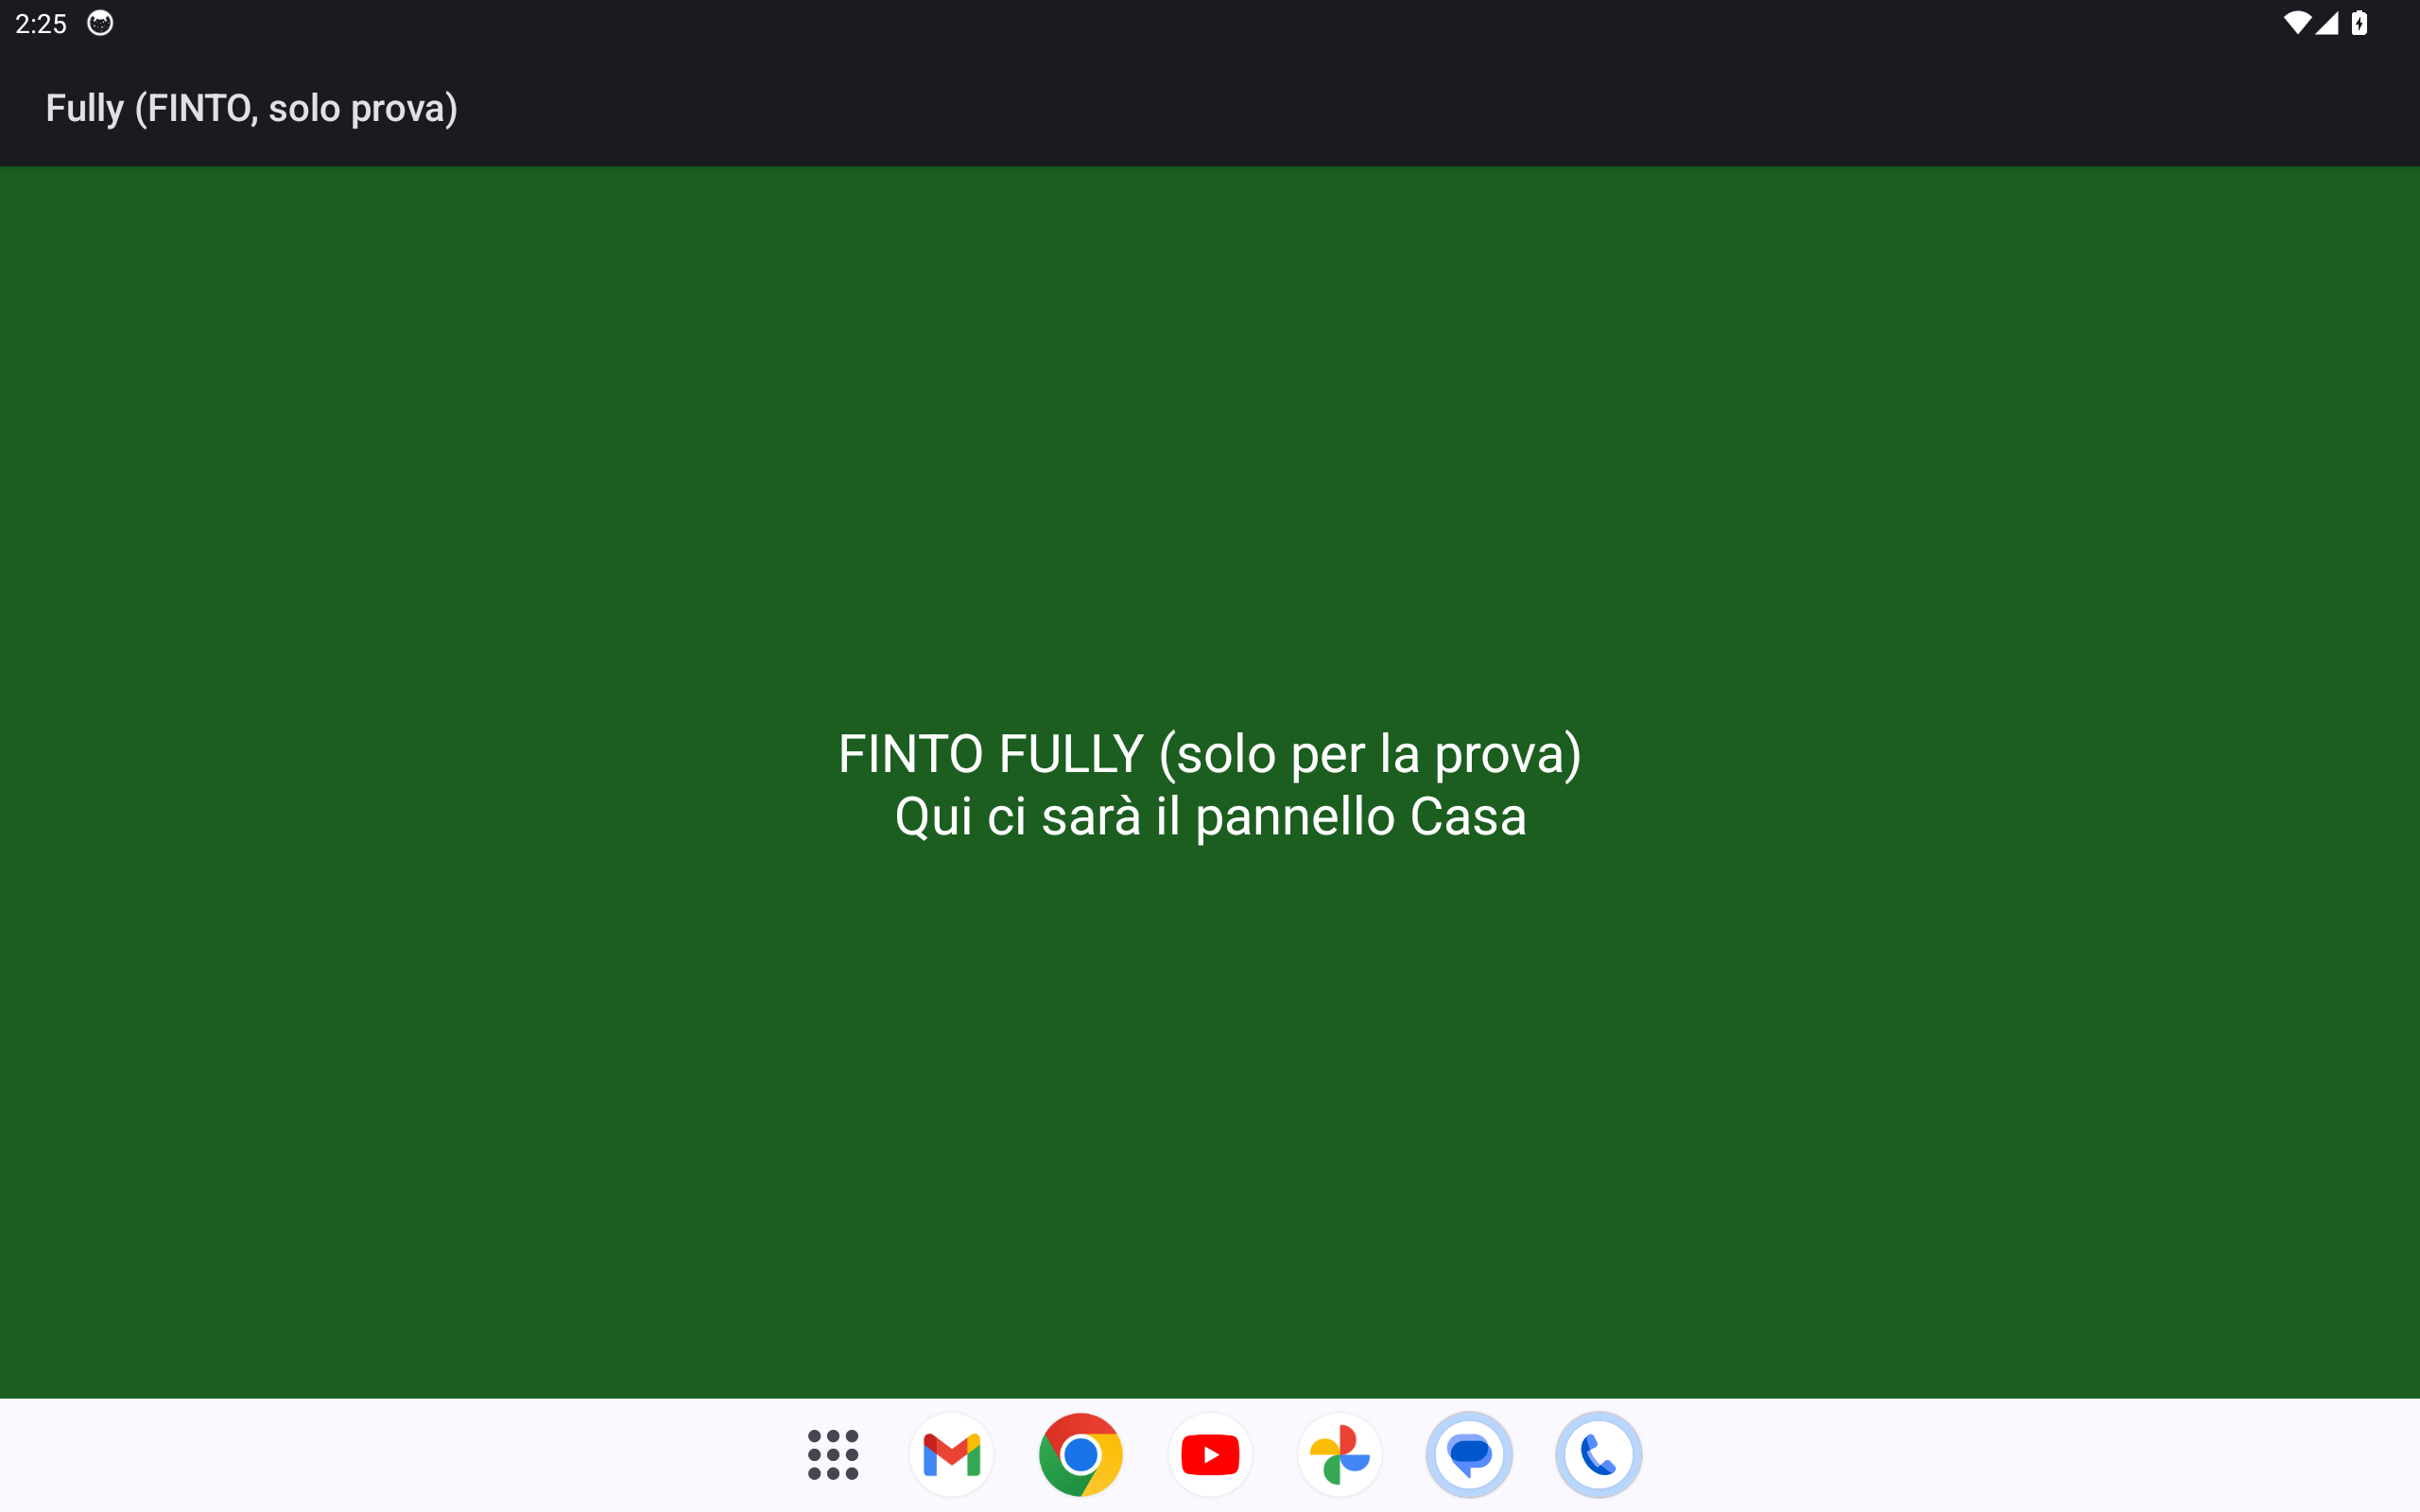 2:25
Fully (FINTO, solo prova)
FINTO FULLY (solo per la prova)
Qui ci sarà il pannello Casa